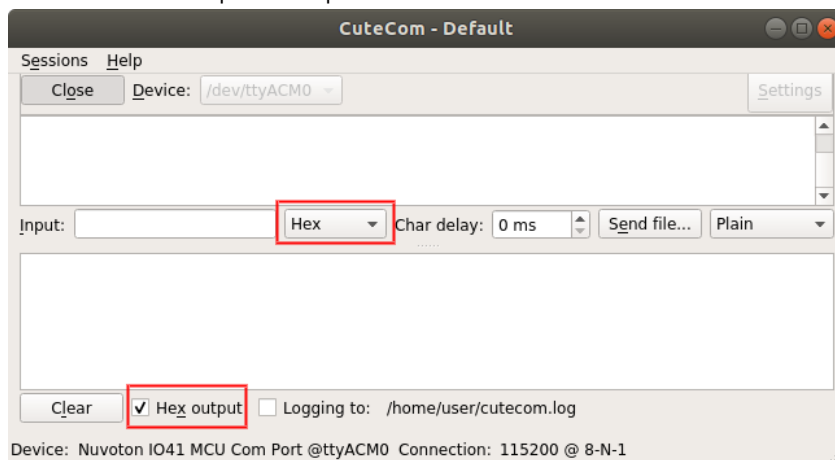 CuteCom - Default
Sessions Help
Close Device: /dev/ttyACM0 Settings
Input: Hex Char delay: 0 ms Send file... Plain
Clear Hex output Logging to: /home/user/cutecom.log
Device: Nuvoton IO41 MCU Com Port @ttyACM0 Connection: 115200 @ 8-N-1